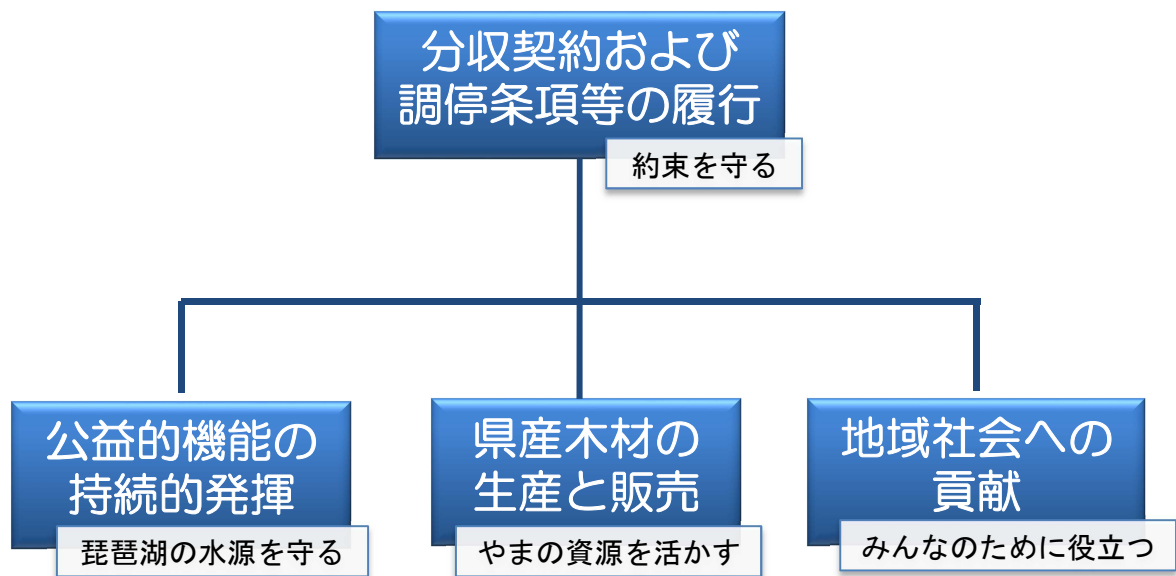 分収契約および
調停条項等の履行
約束を守る
公益的機能の
持続的発揮
琵琶湖の水源を守る
県産木材の
生産と販売
やまの資源を活かす
地域社会への
貢献
みんなのために役立つ